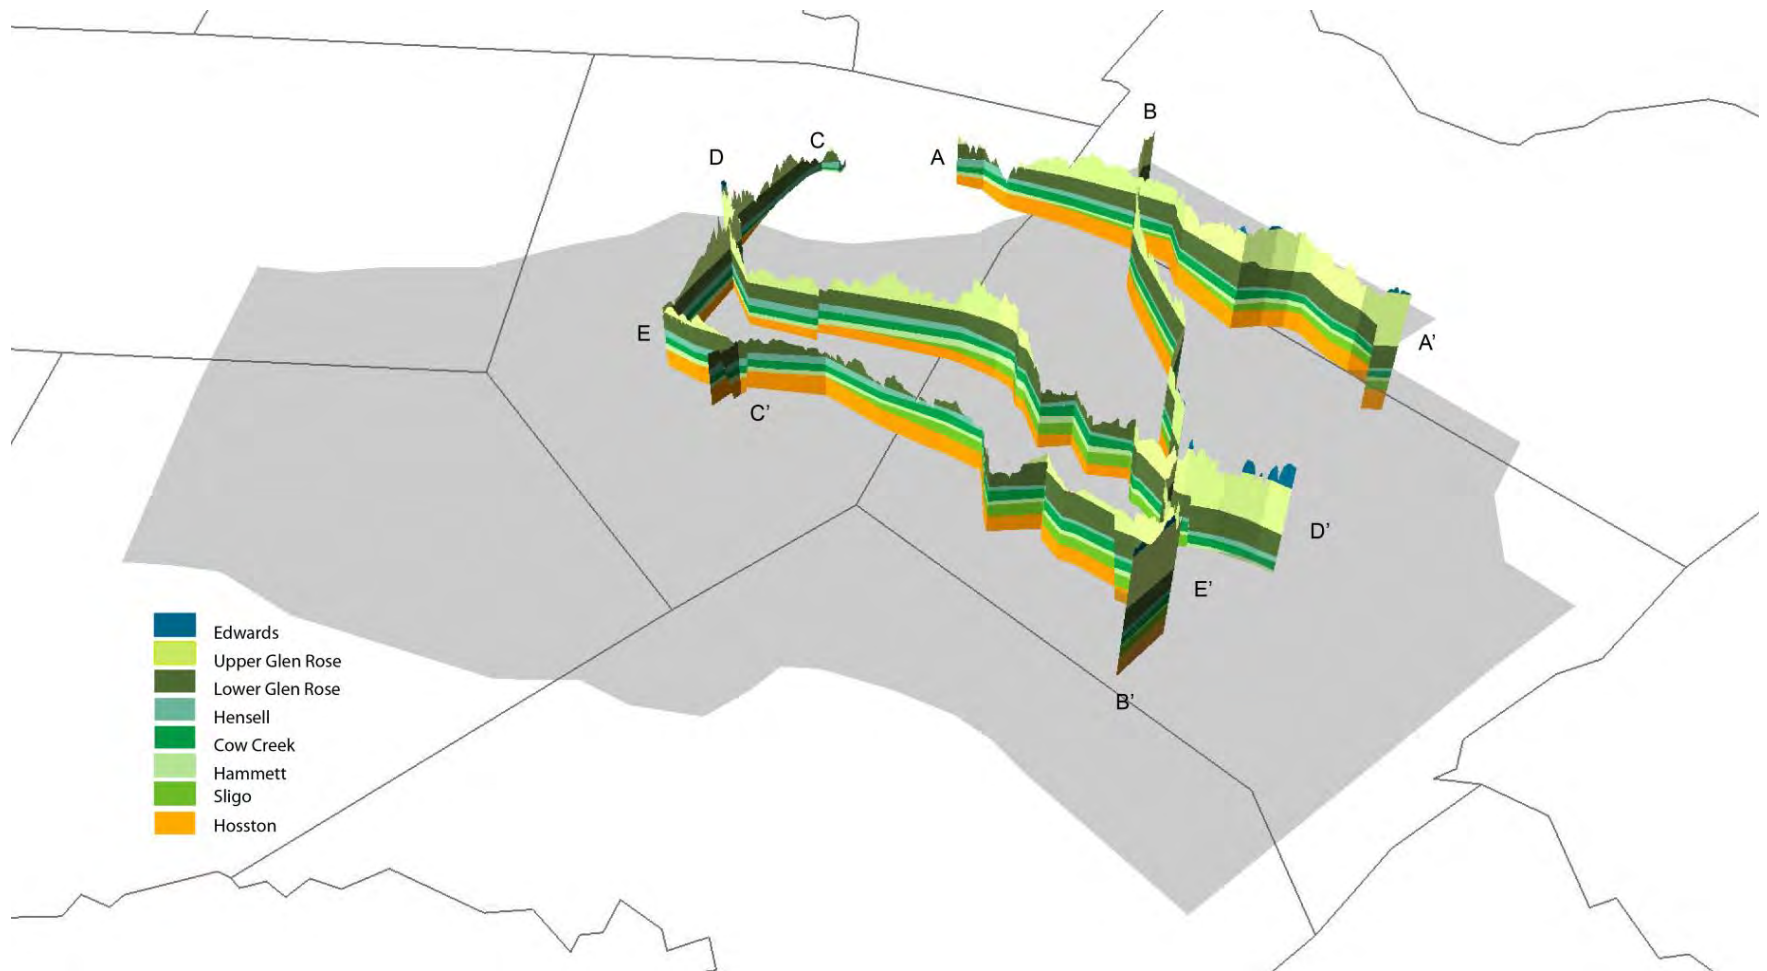 B
C
D
A
E
A’
C’
D’
E’
B’
Edwards
Upper Glen Rose
Lower Glen Rose
Hensell
Cow Creek
Hammett
Sligo
Hosston